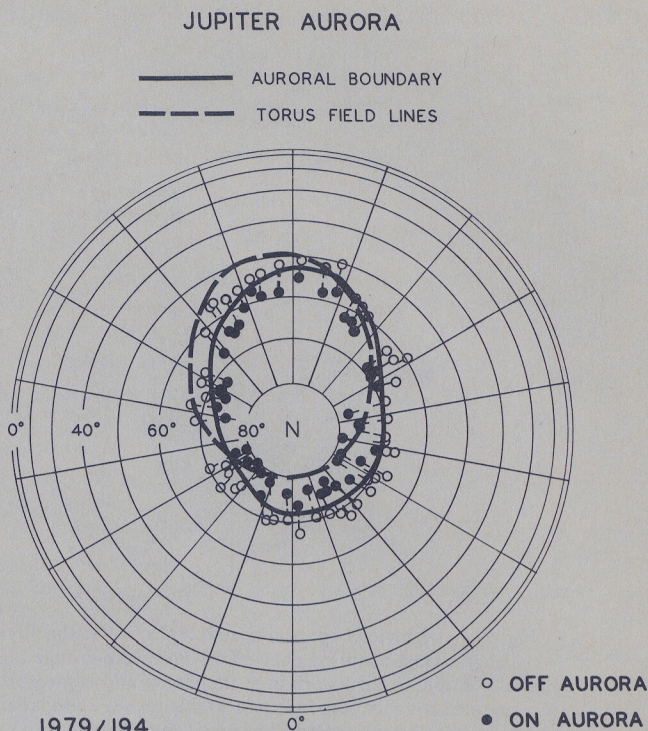 JUPITER AURORA
AURORAL BOUNDARY
TORUS FIELD LINES
0° 40° 60° 80° N
OFF AURORA
ON AURORA
1979/194
0°